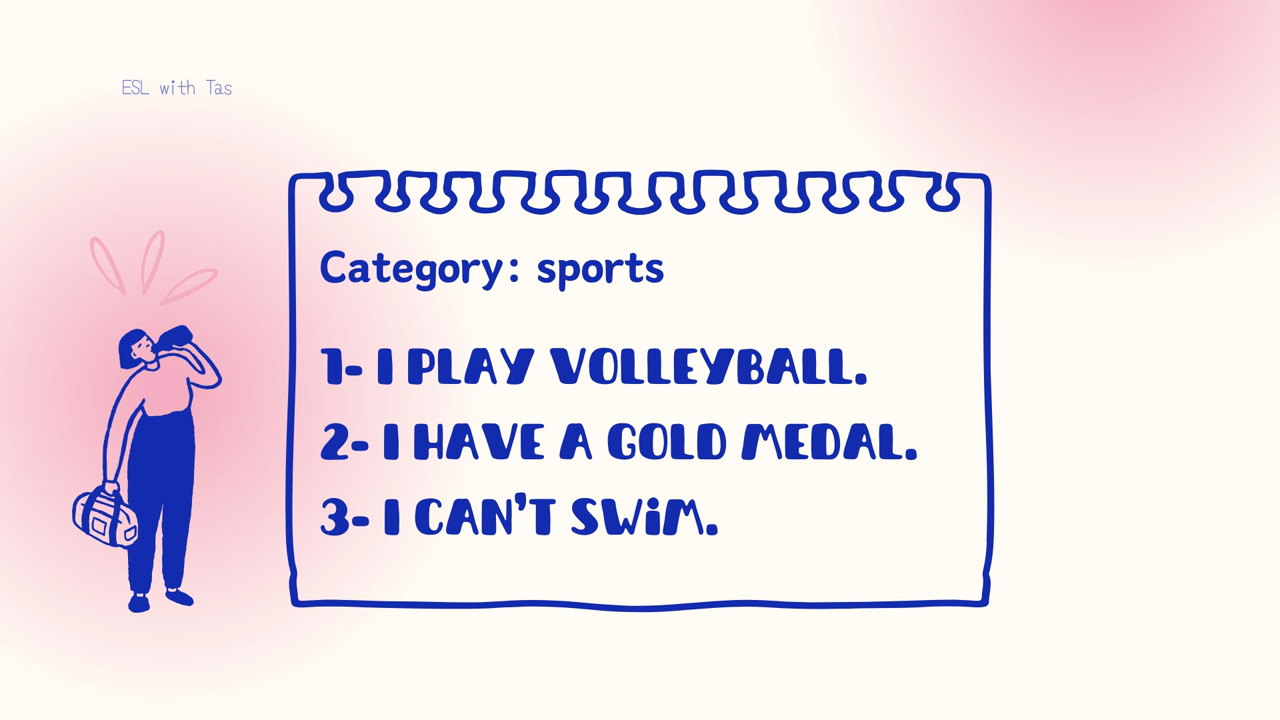 ESL with Tas
Category: sports
1- I PLAY VOLLEYBALL.
2- I HAVE A GOLD MEDAL.
3- I CAN'T SWiM.